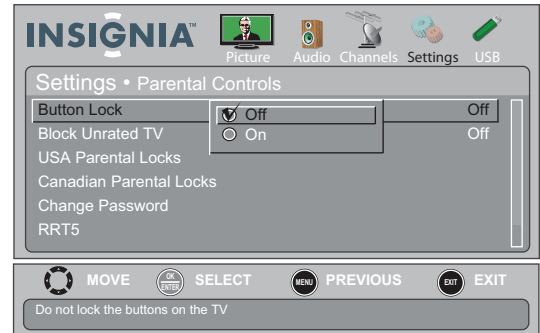 INSIGNIA™
Picture Audio Channels Settings USB
Settings • Parental Controls
Button Lock Off
Off
On
Block Unrated TV Off
USA Parental Locks
Canadian Parental Locks
Change Password
RRT5
MOVE OK ENTER SELECT MENU PREVIOUS EXIT EXIT
Do not lock the buttons on the TV